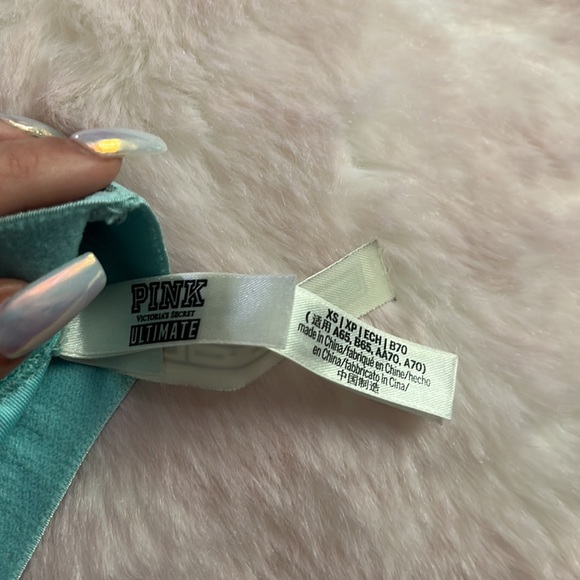 PINK
VICTORIA'S SECRET
ULTIMATE
XS | XP | ECH | B70
(适用 A65, B65, AA70, A70)
made in China/fabriqué en Chine/hecho
en China/fabbricato in Cina/
中国制造